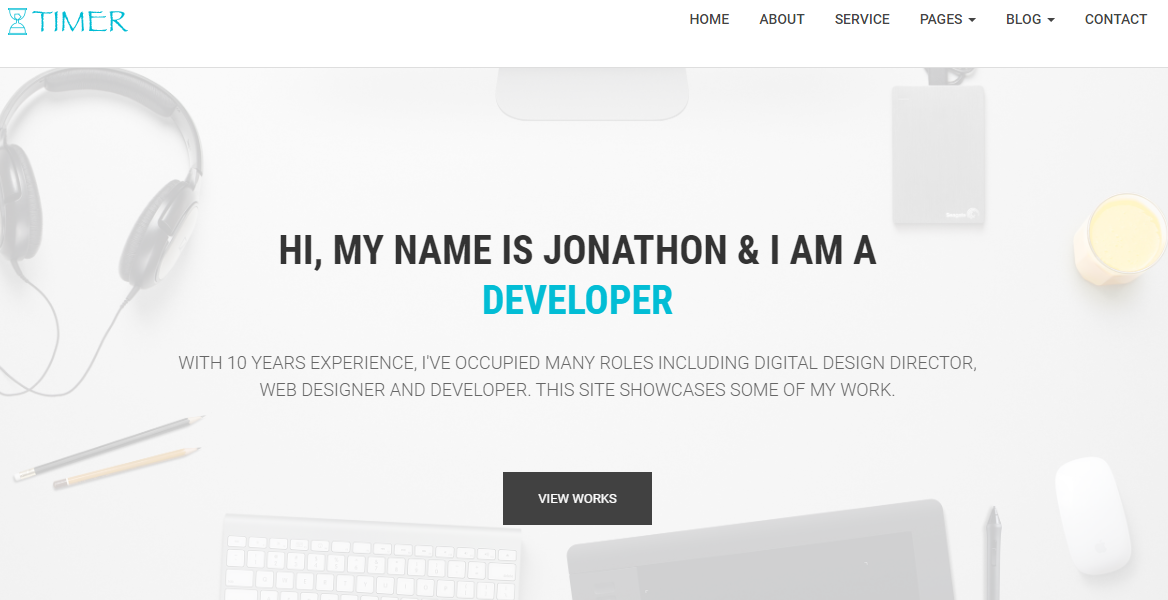 TIMER
HOME ABOUT SERVICE PAGES BLOG CONTACT
HI, MY NAME IS JONATHON & I AM A
DEVELOPER
WITH 10 YEARS EXPERIENCE, I'VE OCCUPIED MANY ROLES INCLUDING DIGITAL DESIGN DIRECTOR,
WEB DESIGNER AND DEVELOPER. THIS SITE SHOWCASES SOME OF MY WORK.
VIEW WORKS